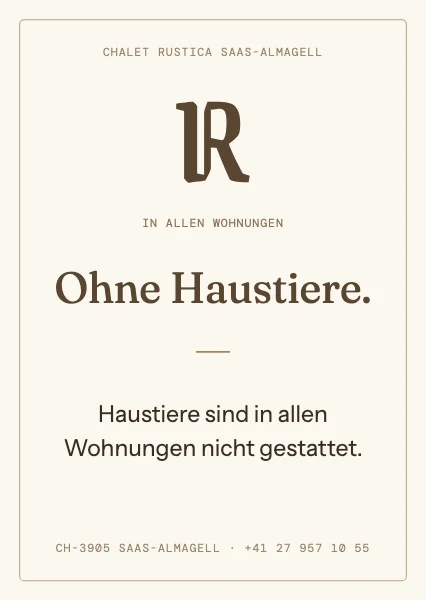 CHALET RUSTICA SAAS-ALMAGELL
R
IN ALLEN WOHNUNGEN
Ohne Haustiere.
Haustiere sind in allen
Wohnungen nicht gestattet.
CH-3905 SAAS-ALMAGELL · +41 27 957 10 55